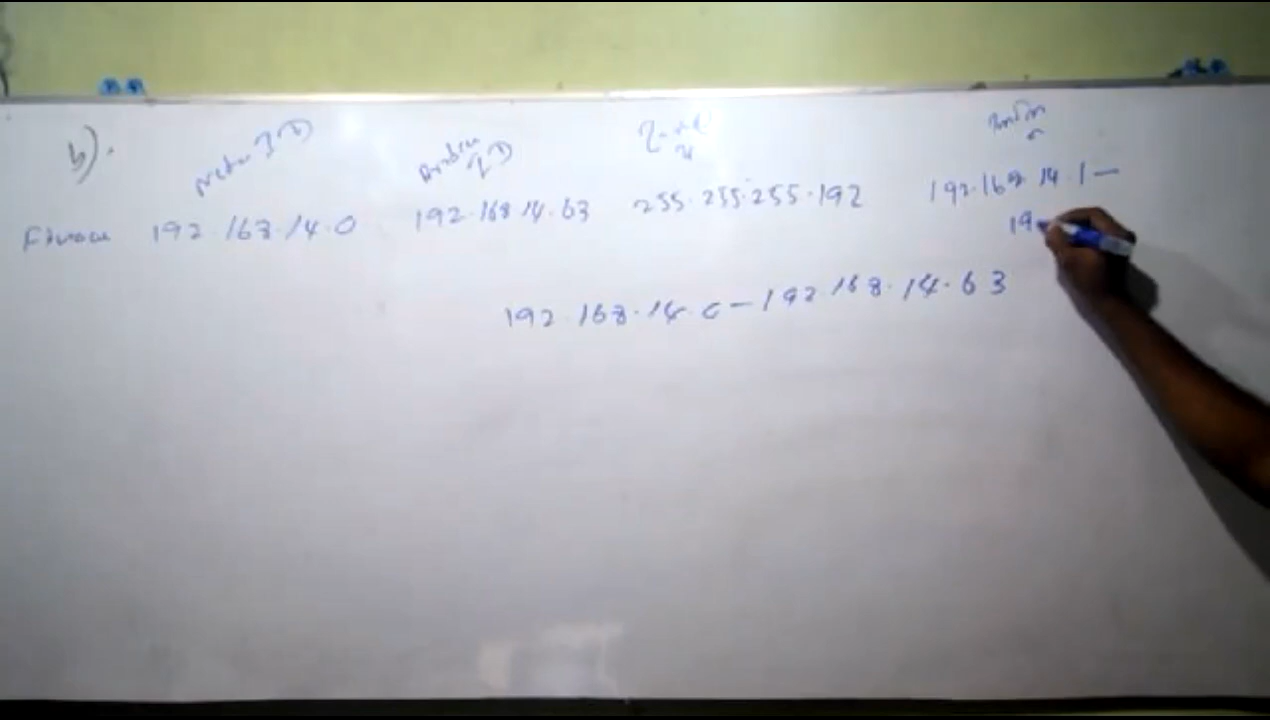 b).
Finance 192.168.14.0 192.168.14.63 255.255.255.192 192.168.14.1 —
19
192.168.14.0 — 192.168.14.63